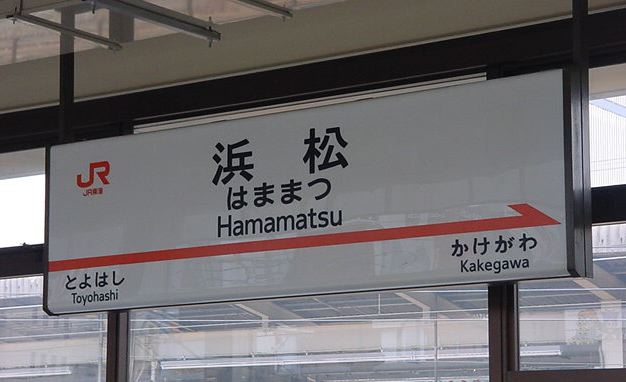 JR
JR東海
浜松
はままつ
Hamamatsu
とよはし
Toyohashi
かけがわ
Kakegawa